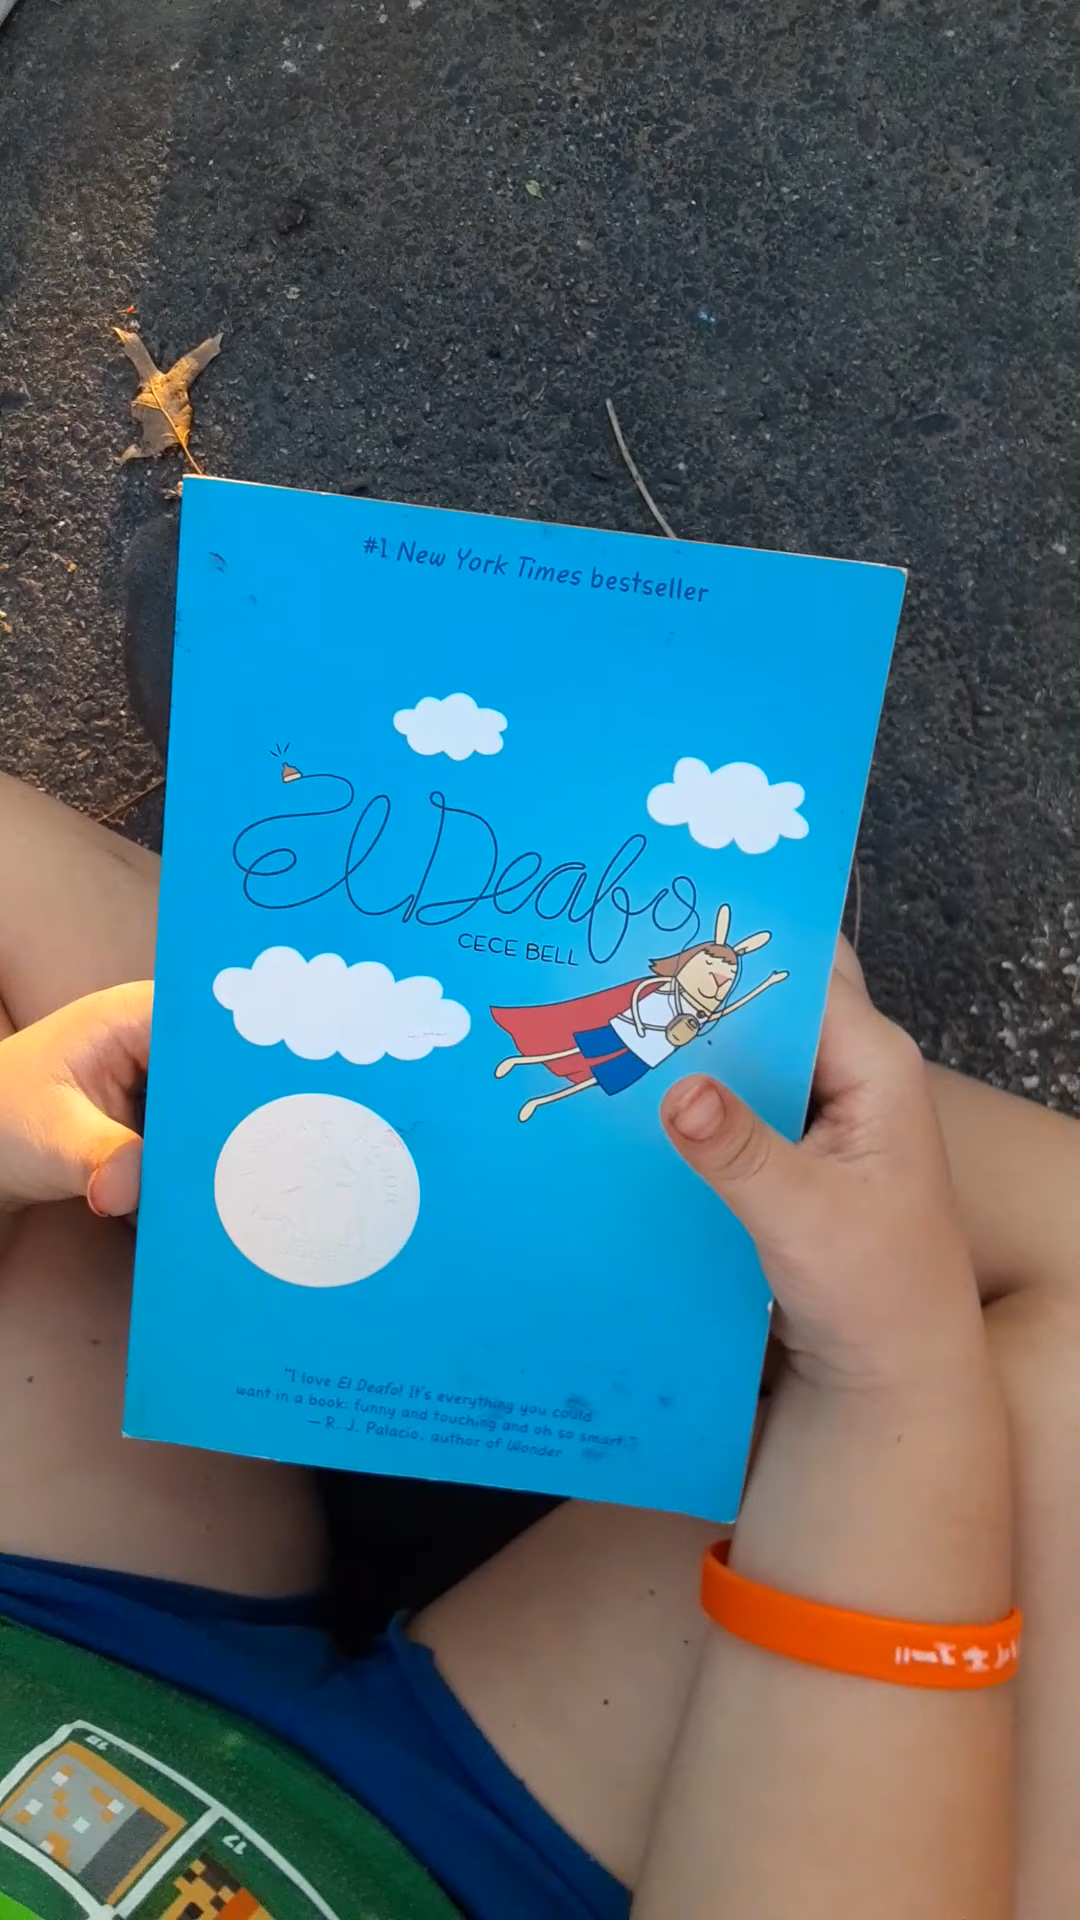 #1 New York Times bestseller
El Deafo
CECE BELL
"I love El Deafo! It's everything you could
want in a book: funny and touching and oh so smart."
— R. J. Palacio, author of Wonder
17